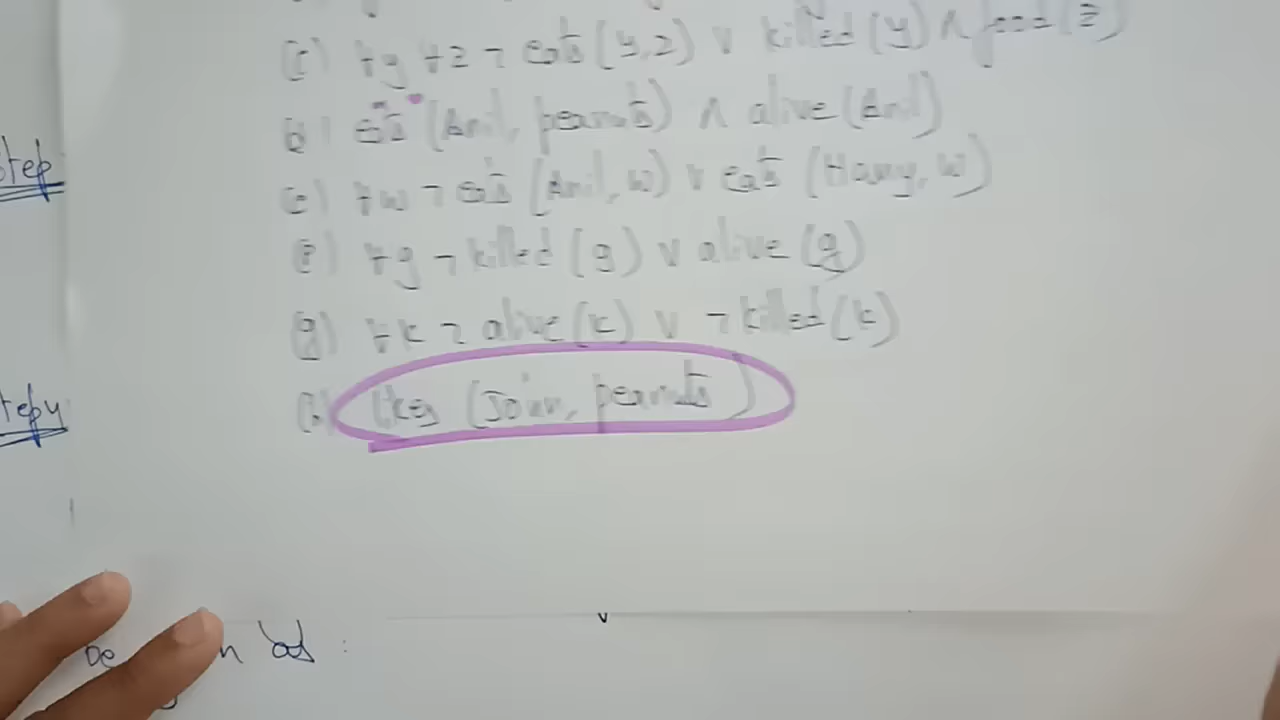 (c) ∀y ∀z ¬ eats (y, z) ∨ killed (y) ∧ food (z)
d) eats (Anil, peanuts) ∧ alive (Anil)
(e) ∀w ¬ eats (Anil, w) ∨ eats (Harry, w)
(f) ∀g ¬ killed (g) ∨ alive (g)
(g) ∀k ¬ alive (k) ∨ ¬ killed (k)
(h) likes (John, peanuts)
step